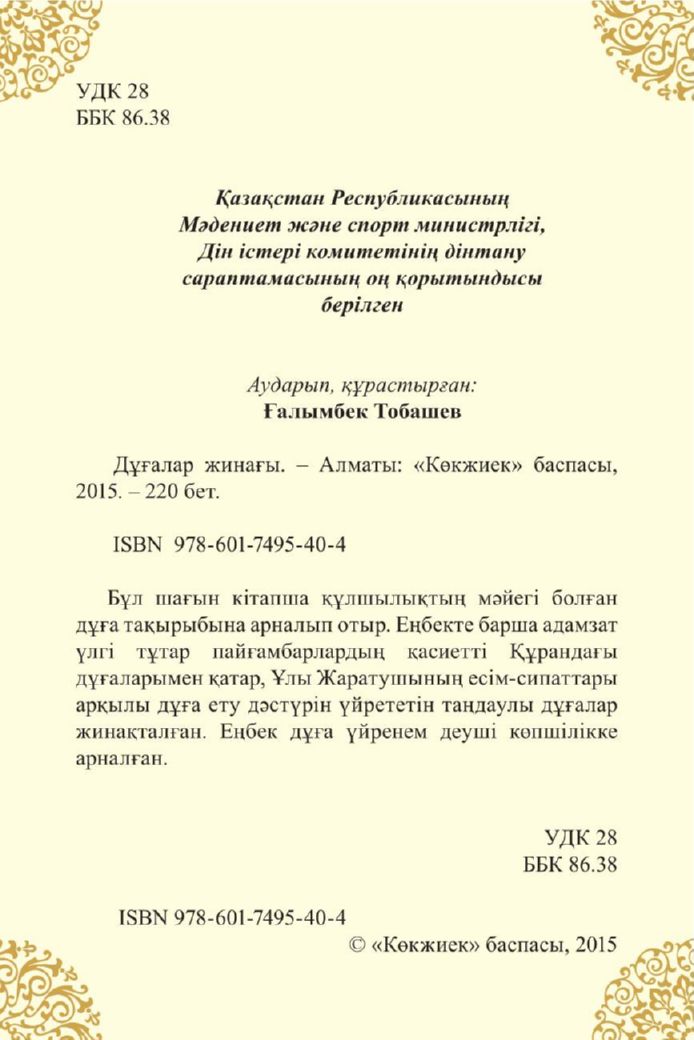 УДК 28
ББК 86.38
Қазақстан Республикасының
Мәдениет және спорт министрлігі,
Дін істері комитетінің дінтану
сараптамасының оң қорытындысы
берілген
Аударып, құрастырған:
Ғалымбек Тобашев
Дұғалар жинағы. – Алматы: «Көкжиек» баспасы,
2015. – 220 бет.
ISBN 978-601-7495-40-4
Бұл шағын кітапша құлшылықтың мәйегі болған
дұға тақырыбына арналып отыр. Еңбекте барша адамзат
үлгі тұтар пайғамбарлардың қасиетті Құрандағы
дұғаларымен қатар, Ұлы Жаратушының есім-сипаттары
арқылы дұға ету дәстүрін үйрететін таңдаулы дұғалар
жинақталған. Еңбек дұға үйренем деуші көпшілікке
арналған.
УДК 28
ББК 86.38
ISBN 978-601-7495-40-4
© «Көкжиек» баспасы, 2015